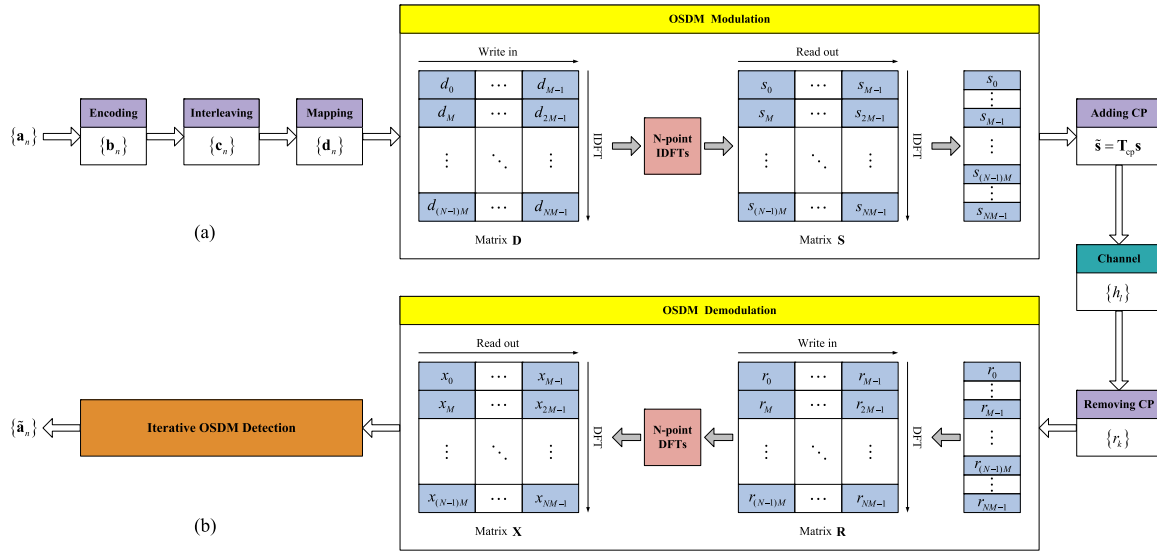 OSDM Modulation
Write in
Read out
d_0 ⋯ d_{M-1}
s_0 ⋯ s_{M-1}
s_0
⋮
Encoding
Interleaving
Mapping
d_M ⋯ d_{2M-1}
s_M ⋯ s_{2M-1}
s_{M-1}
Adding CP
{a_n}
{b_n}
{c_n}
{d_n}
⋮ ⋱ ⋮
IDFT
N-point
IDFTs
⋮ ⋱ ⋮
IDFT
⋮
s̃ = T_{cp}s
d_{(N-1)M} ⋯ d_{NM-1}
s_{(N-1)M} ⋯ s_{NM-1}
s_{(N-1)M}
⋮
s_{NM-1}
(a)
Matrix D
Matrix S
Channel
{h_l}
OSDM Demodulation
Read out
Write in
x_0 ⋯ x_{M-1}
r_0 ⋯ r_{M-1}
r_0
⋮
x_M ⋯ x_{2M-1}
r_M ⋯ r_{2M-1}
r_{M-1}
Removing CP
{ã_n}
Iterative OSDM Detection
⋮ ⋱ ⋮
DFT
N-point
DFTs
⋮ ⋱ ⋮
DFT
⋮
{r_k}
x_{(N-1)M} ⋯ x_{NM-1}
r_{(N-1)M} ⋯ r_{NM-1}
r_{(N-1)M}
⋮
r_{NM-1}
(b)
Matrix X
Matrix R